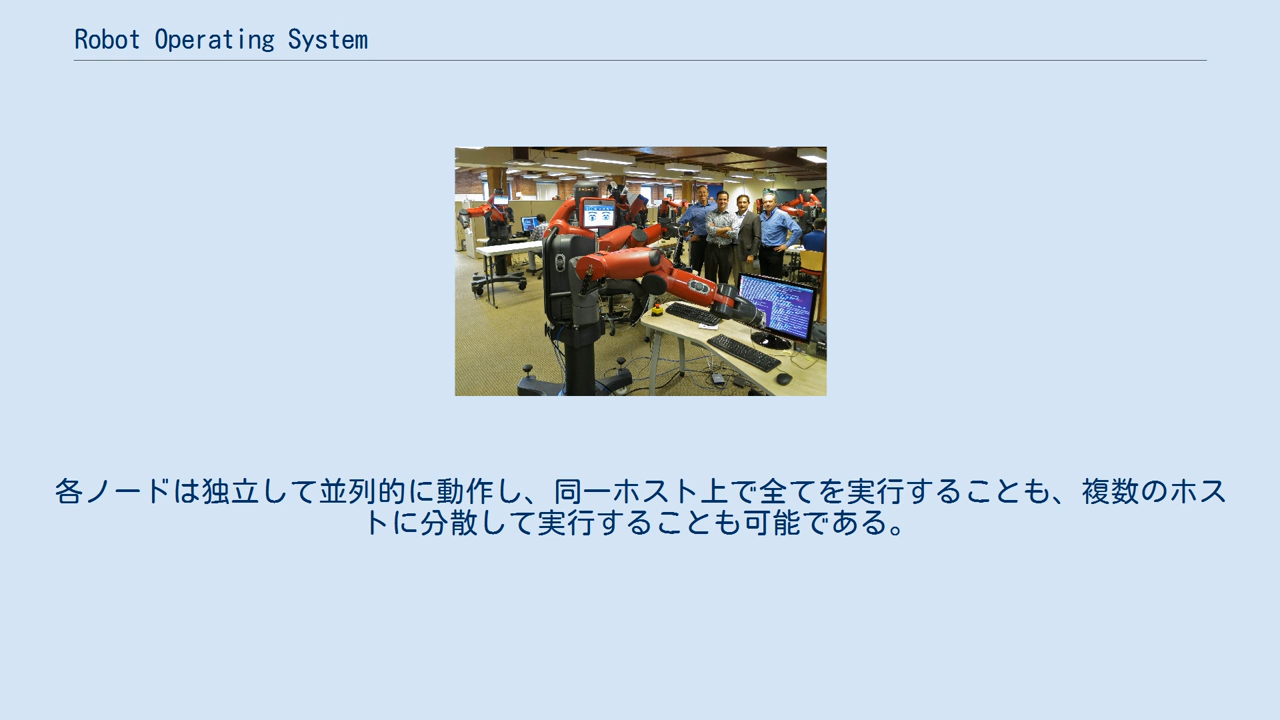 Robot Operating System
各ノードは独立して並列的に動作し、同一ホスト上で全てを実行することも、複数のホス
トに分散して実行することも可能である。